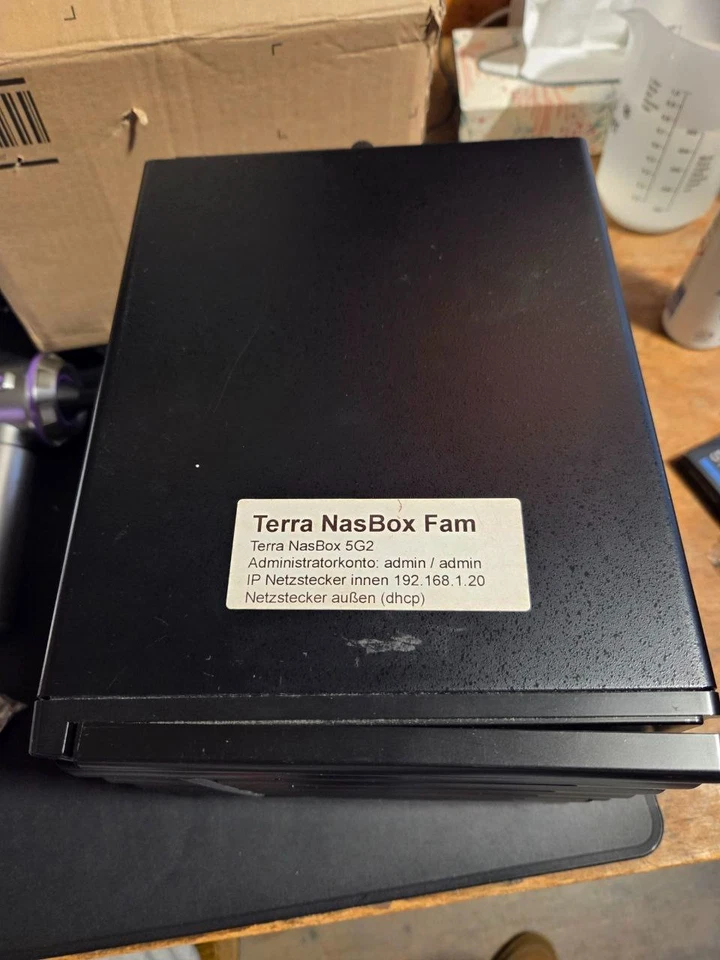 Terra NasBox Fam
Terra NasBox 5G2
Administratorkonto: admin / admin
IP Netzstecker innen 192.168.1.20
Netzstecker außen (dhcp)